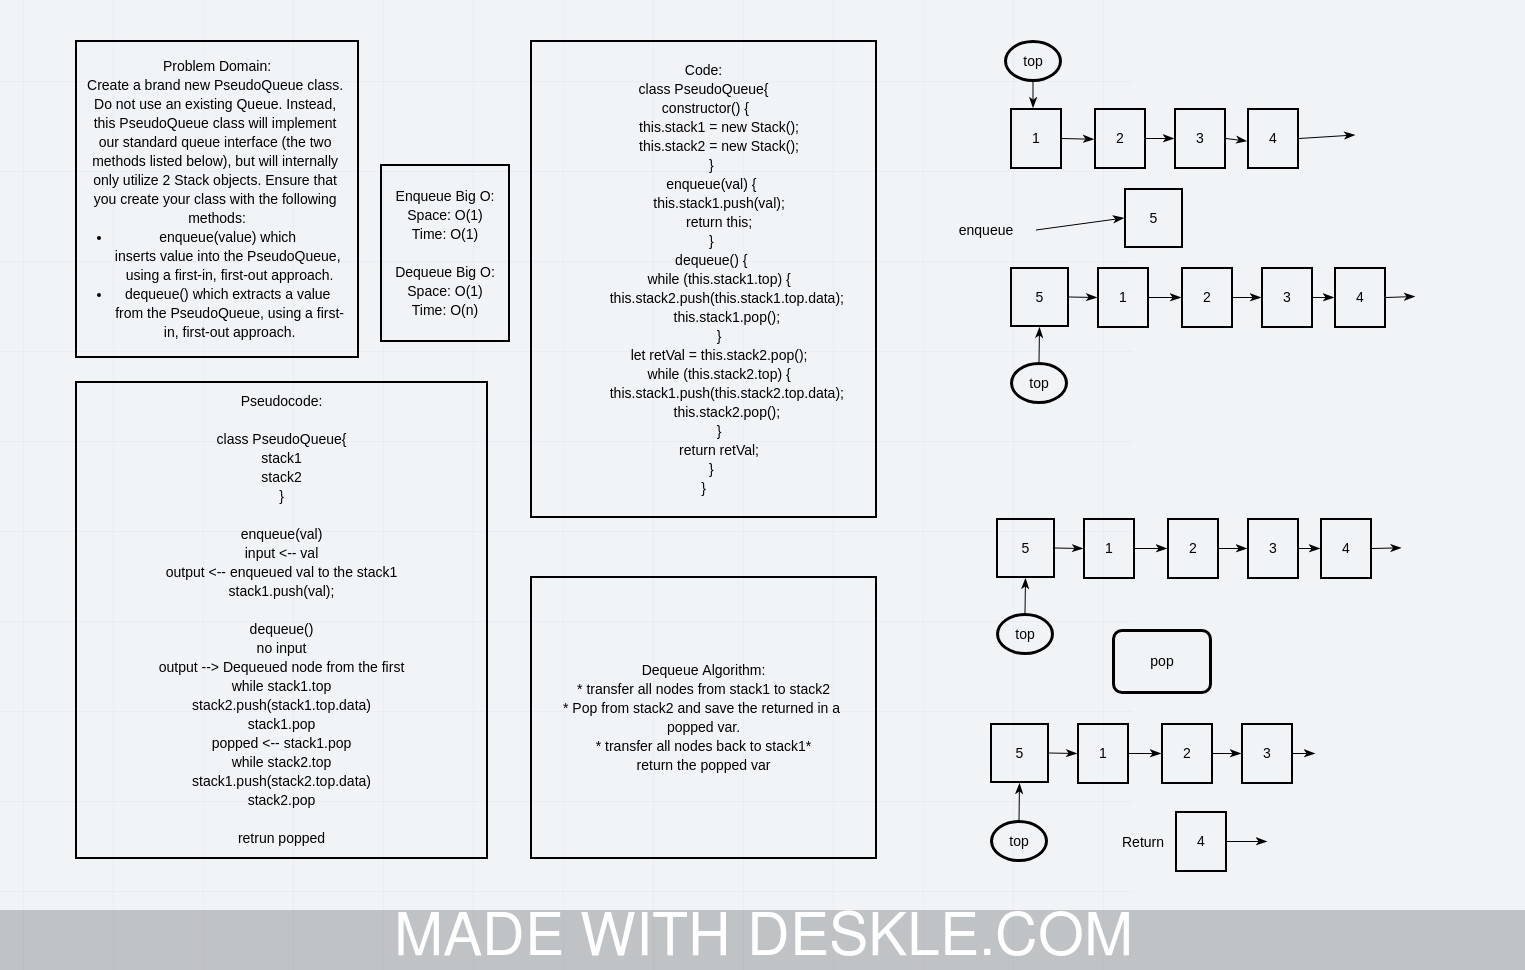 Problem Domain:
Create a brand new PseudoQueue class.
Do not use an existing Queue. Instead,
this PseudoQueue class will implement
our standard queue interface (the two
methods listed below), but will internally
only utilize 2 Stack objects. Ensure that
you create your class with the following
methods:
• enqueue(value) which
inserts value into the PseudoQueue,
using a first-in, first-out approach.
• dequeue() which extracts a value
from the PseudoQueue, using a first-
in, first-out approach.
Enqueue Big O:
Space: O(1)
Time: O(1)
Dequeue Big O:
Space: O(1)
Time: O(n)
Pseudocode:
class PseudoQueue{
stack1
stack2
}
enqueue(val)
input <-- val
output <-- enqueued val to the stack1
stack1.push(val);
dequeue()
no input
output --> Dequeued node from the first
while stack1.top
stack2.push(stack1.top.data)
stack1.pop
popped <-- stack1.pop
while stack2.top
stack1.push(stack2.top.data)
stack2.pop
retrun popped
Code:
class PseudoQueue{
constructor() {
this.stack1 = new Stack();
this.stack2 = new Stack();
}
enqueue(val) {
this.stack1.push(val);
return this;
}
dequeue() {
while (this.stack1.top) {
this.stack2.push(this.stack1.top.data);
this.stack1.pop();
}
let retVal = this.stack2.pop();
while (this.stack2.top) {
this.stack1.push(this.stack2.top.data);
this.stack2.pop();
}
return retVal;
}
}
Dequeue Algorithm:
* transfer all nodes from stack1 to stack2
* Pop from stack2 and save the returned in a
popped var.
* transfer all nodes back to stack1*
return the popped var
top
1 2 3 4
5
enqueue
5 1 2 3 4
top
5 1 2 3 4
top
pop
5 1 2 3
top
Return 4
MADE WITH DESKLE.COM